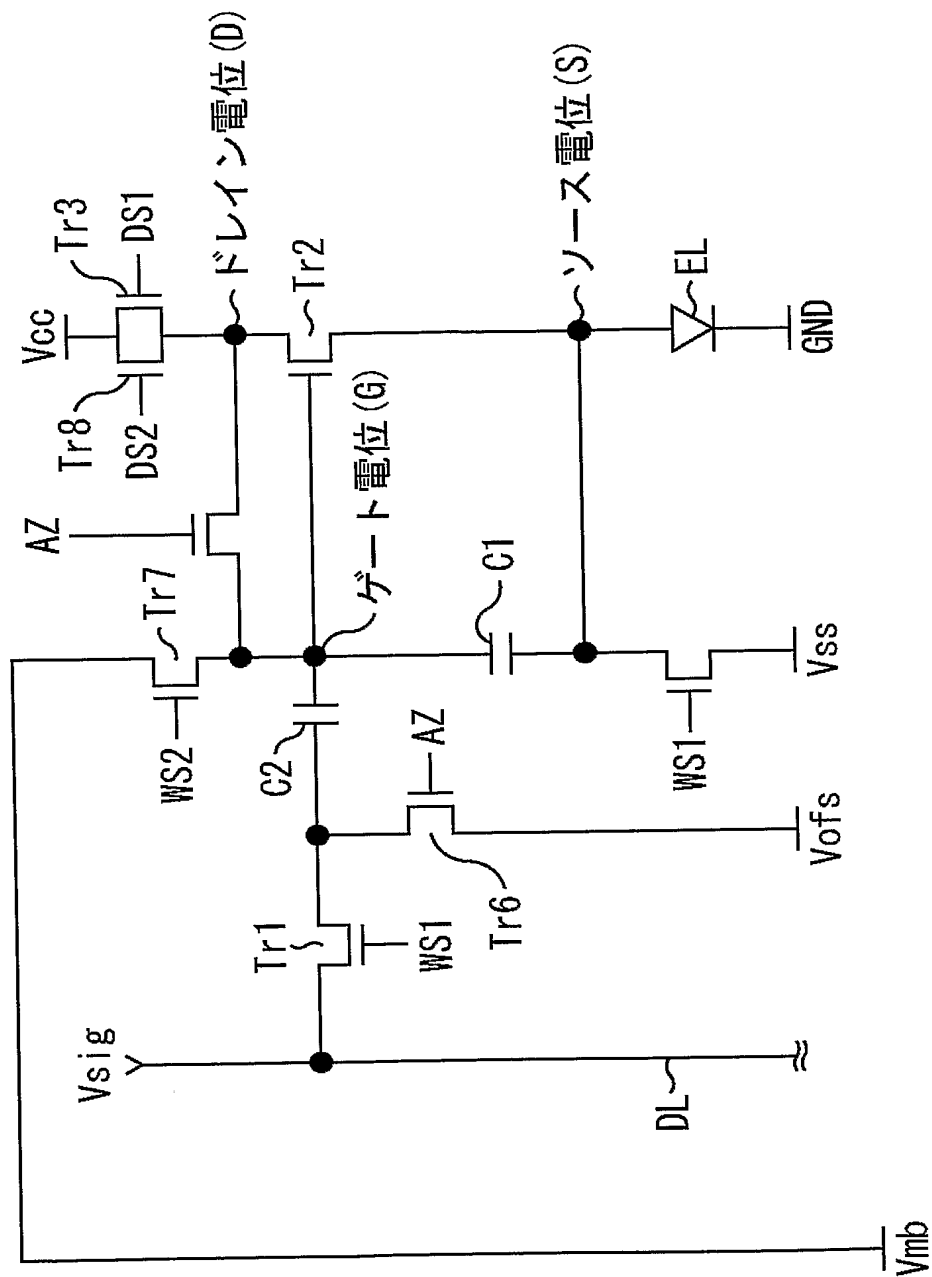 Vmb
Vsig
DL
Tr1
WS1
Tr6
AZ
Vofs
WS2
Tr7
C2
ゲート電位(G)
C1
WS1
Vss
AZ
Tr8
DS2
Vcc
Tr3
DS1
ドレイン電位(D)
Tr2
ソース電位(S)
EL
GND